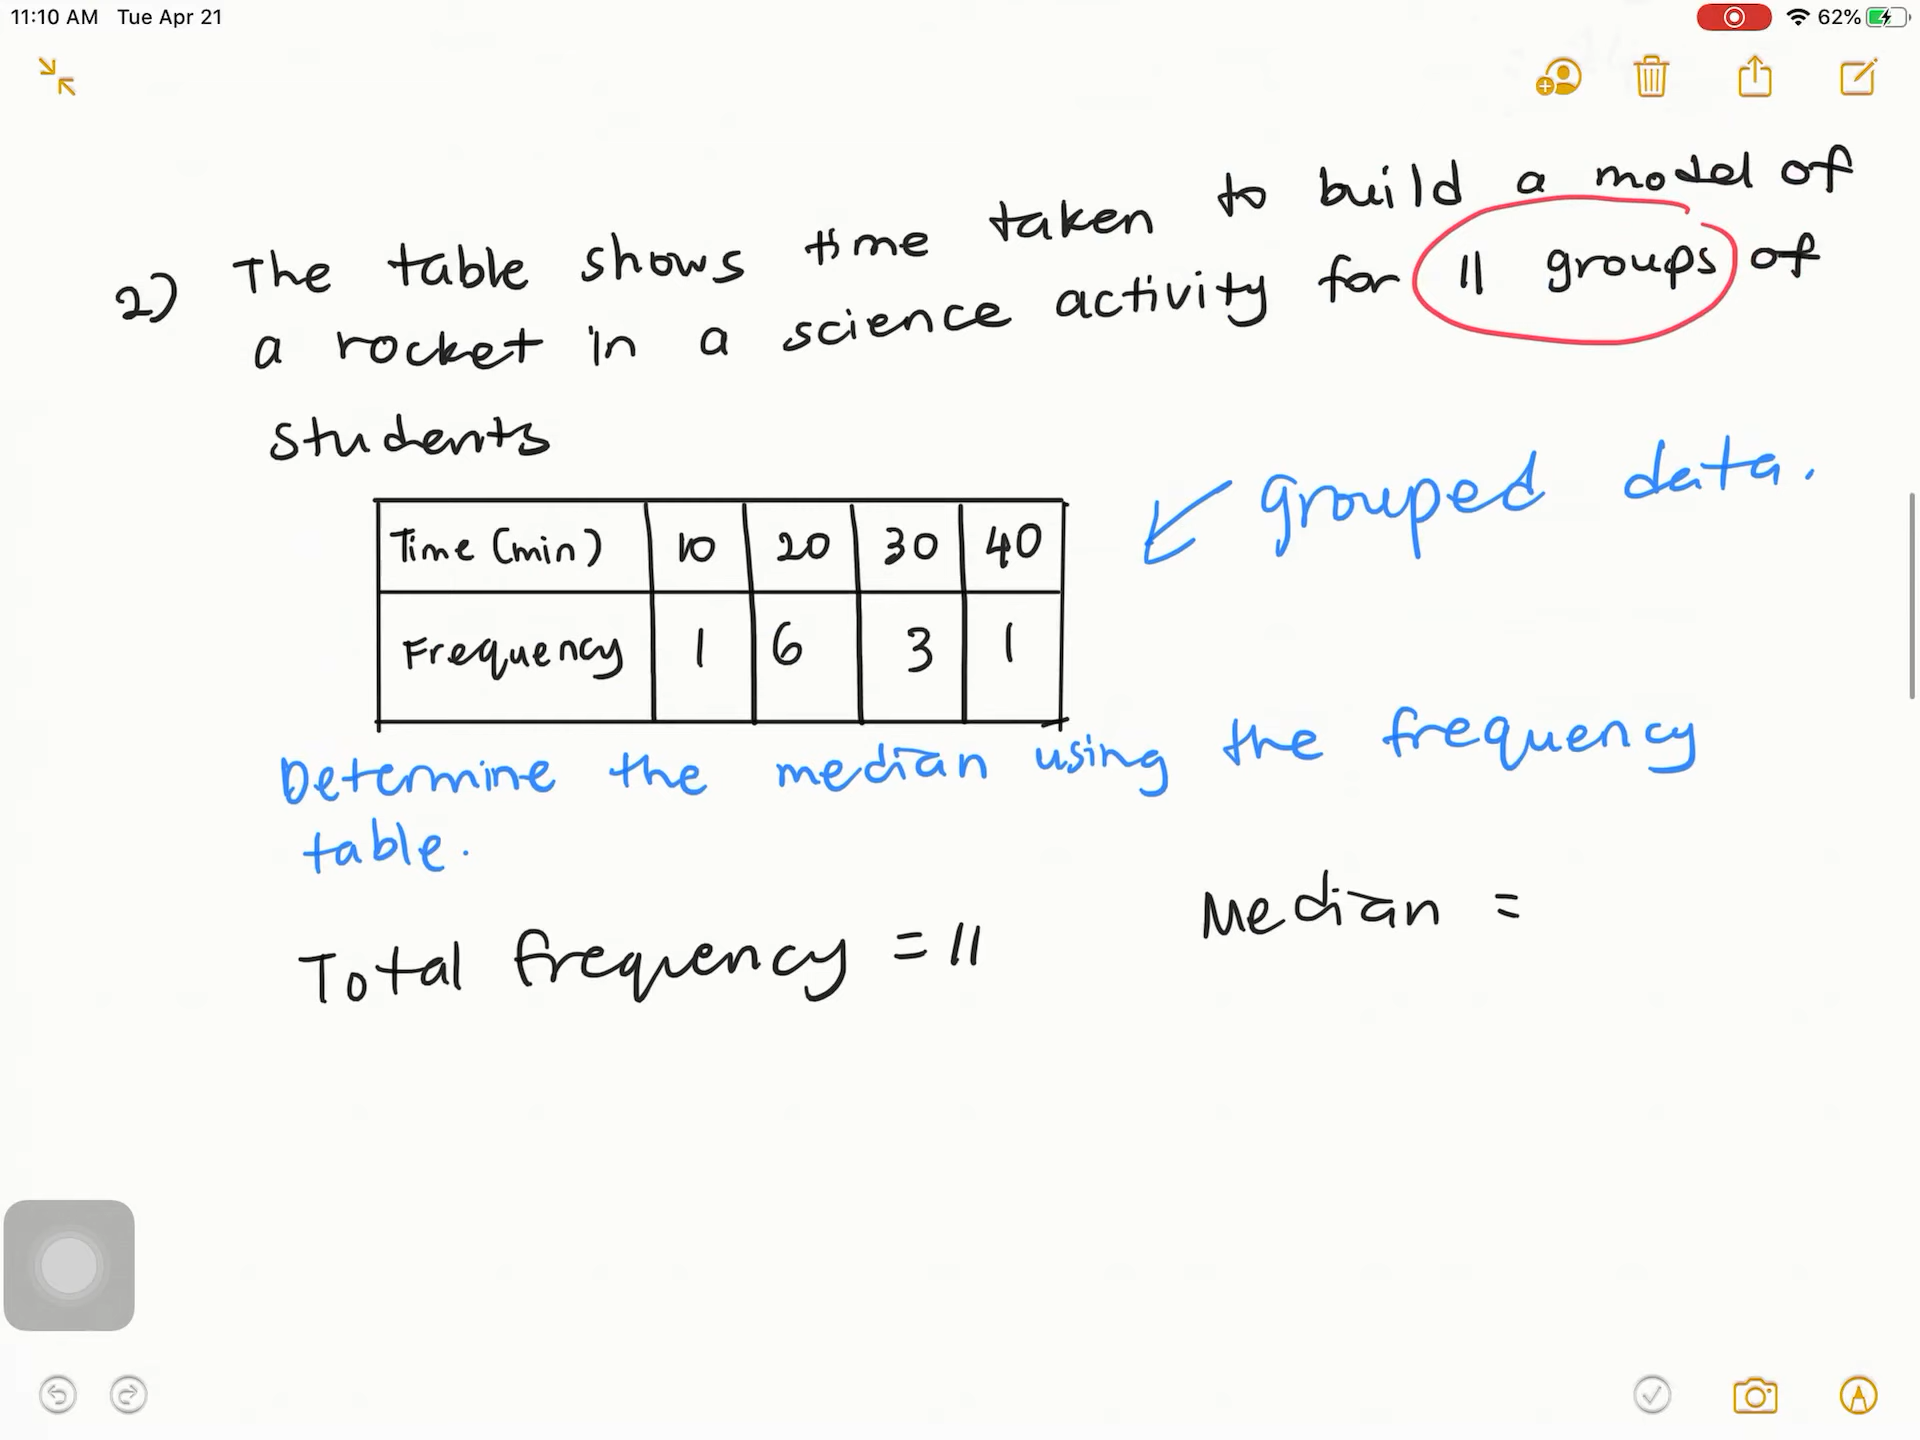 11:10 AM Tue Apr 21
62%
2) The table shows time taken to build a model of
a rocket in a science activity for 11 groups of
students
grouped data.
Time (min) 10 20 30 40
Frequency 1 6 3 1
Determine the median using the frequency
table.
Median =
Total frequency = 11